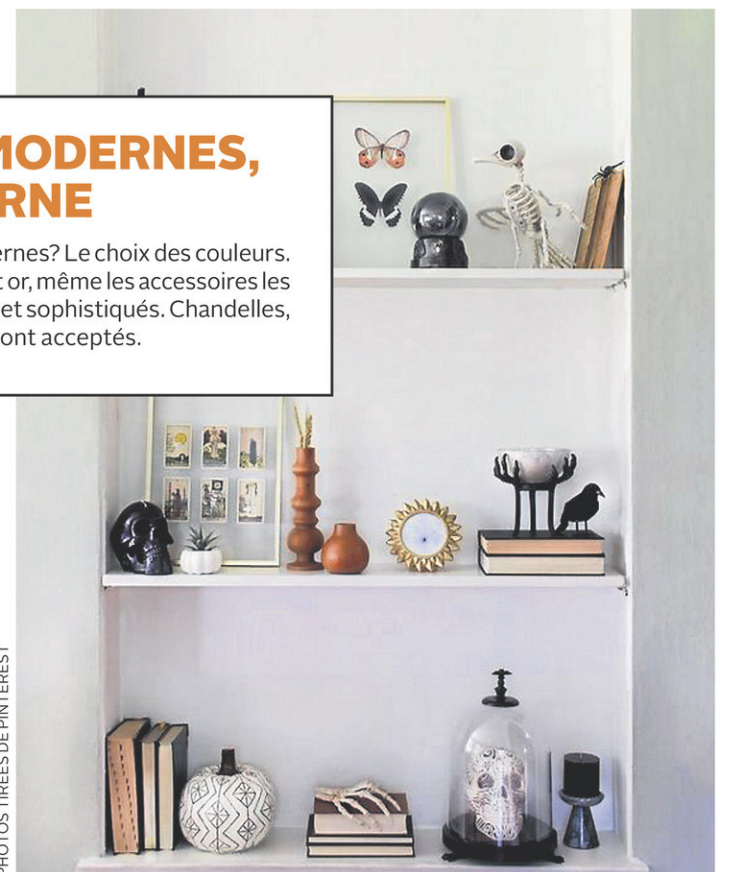 MODERNES,
RNE
ernes? Le choix des couleurs.
t or, même les accessoires les
et sophistiqués. Chandelles,
ont acceptés.
PHOTOS TIRÉES DE PINTEREST